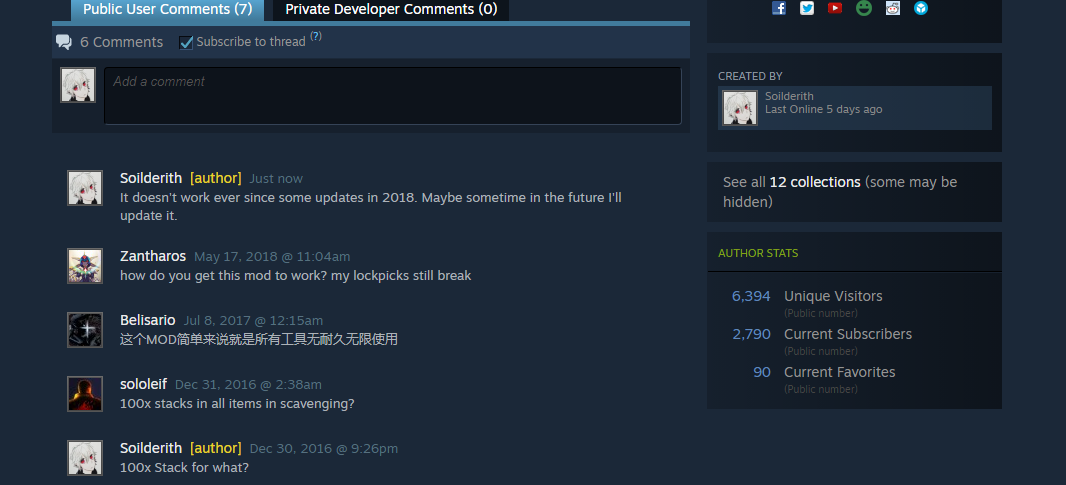 Public User Comments (7)
Private Developer Comments (0)
6 Comments
Subscribe to thread (?)
Add a comment
Soilderith [author] Just now
It doesn't work ever since some updates in 2018. Maybe sometime in the future I'll
update it.
Zantharos May 17, 2018 @ 11:04am
how do you get this mod to work? my lockpicks still break
Belisario Jul 8, 2017 @ 12:15am
这个MOD简单来说就是所有工具无耐久无限使用
sololeif Dec 31, 2016 @ 2:38am
100x stacks in all items in scavenging?
Soilderith [author] Dec 30, 2016 @ 9:26pm
100x Stack for what?
CREATED BY
Soilderith
Last Online 5 days ago
See all 12 collections (some may be
hidden)
AUTHOR STATS
6,394 Unique Visitors
(Public number)
2,790 Current Subscribers
(Public number)
90 Current Favorites
(Public number)